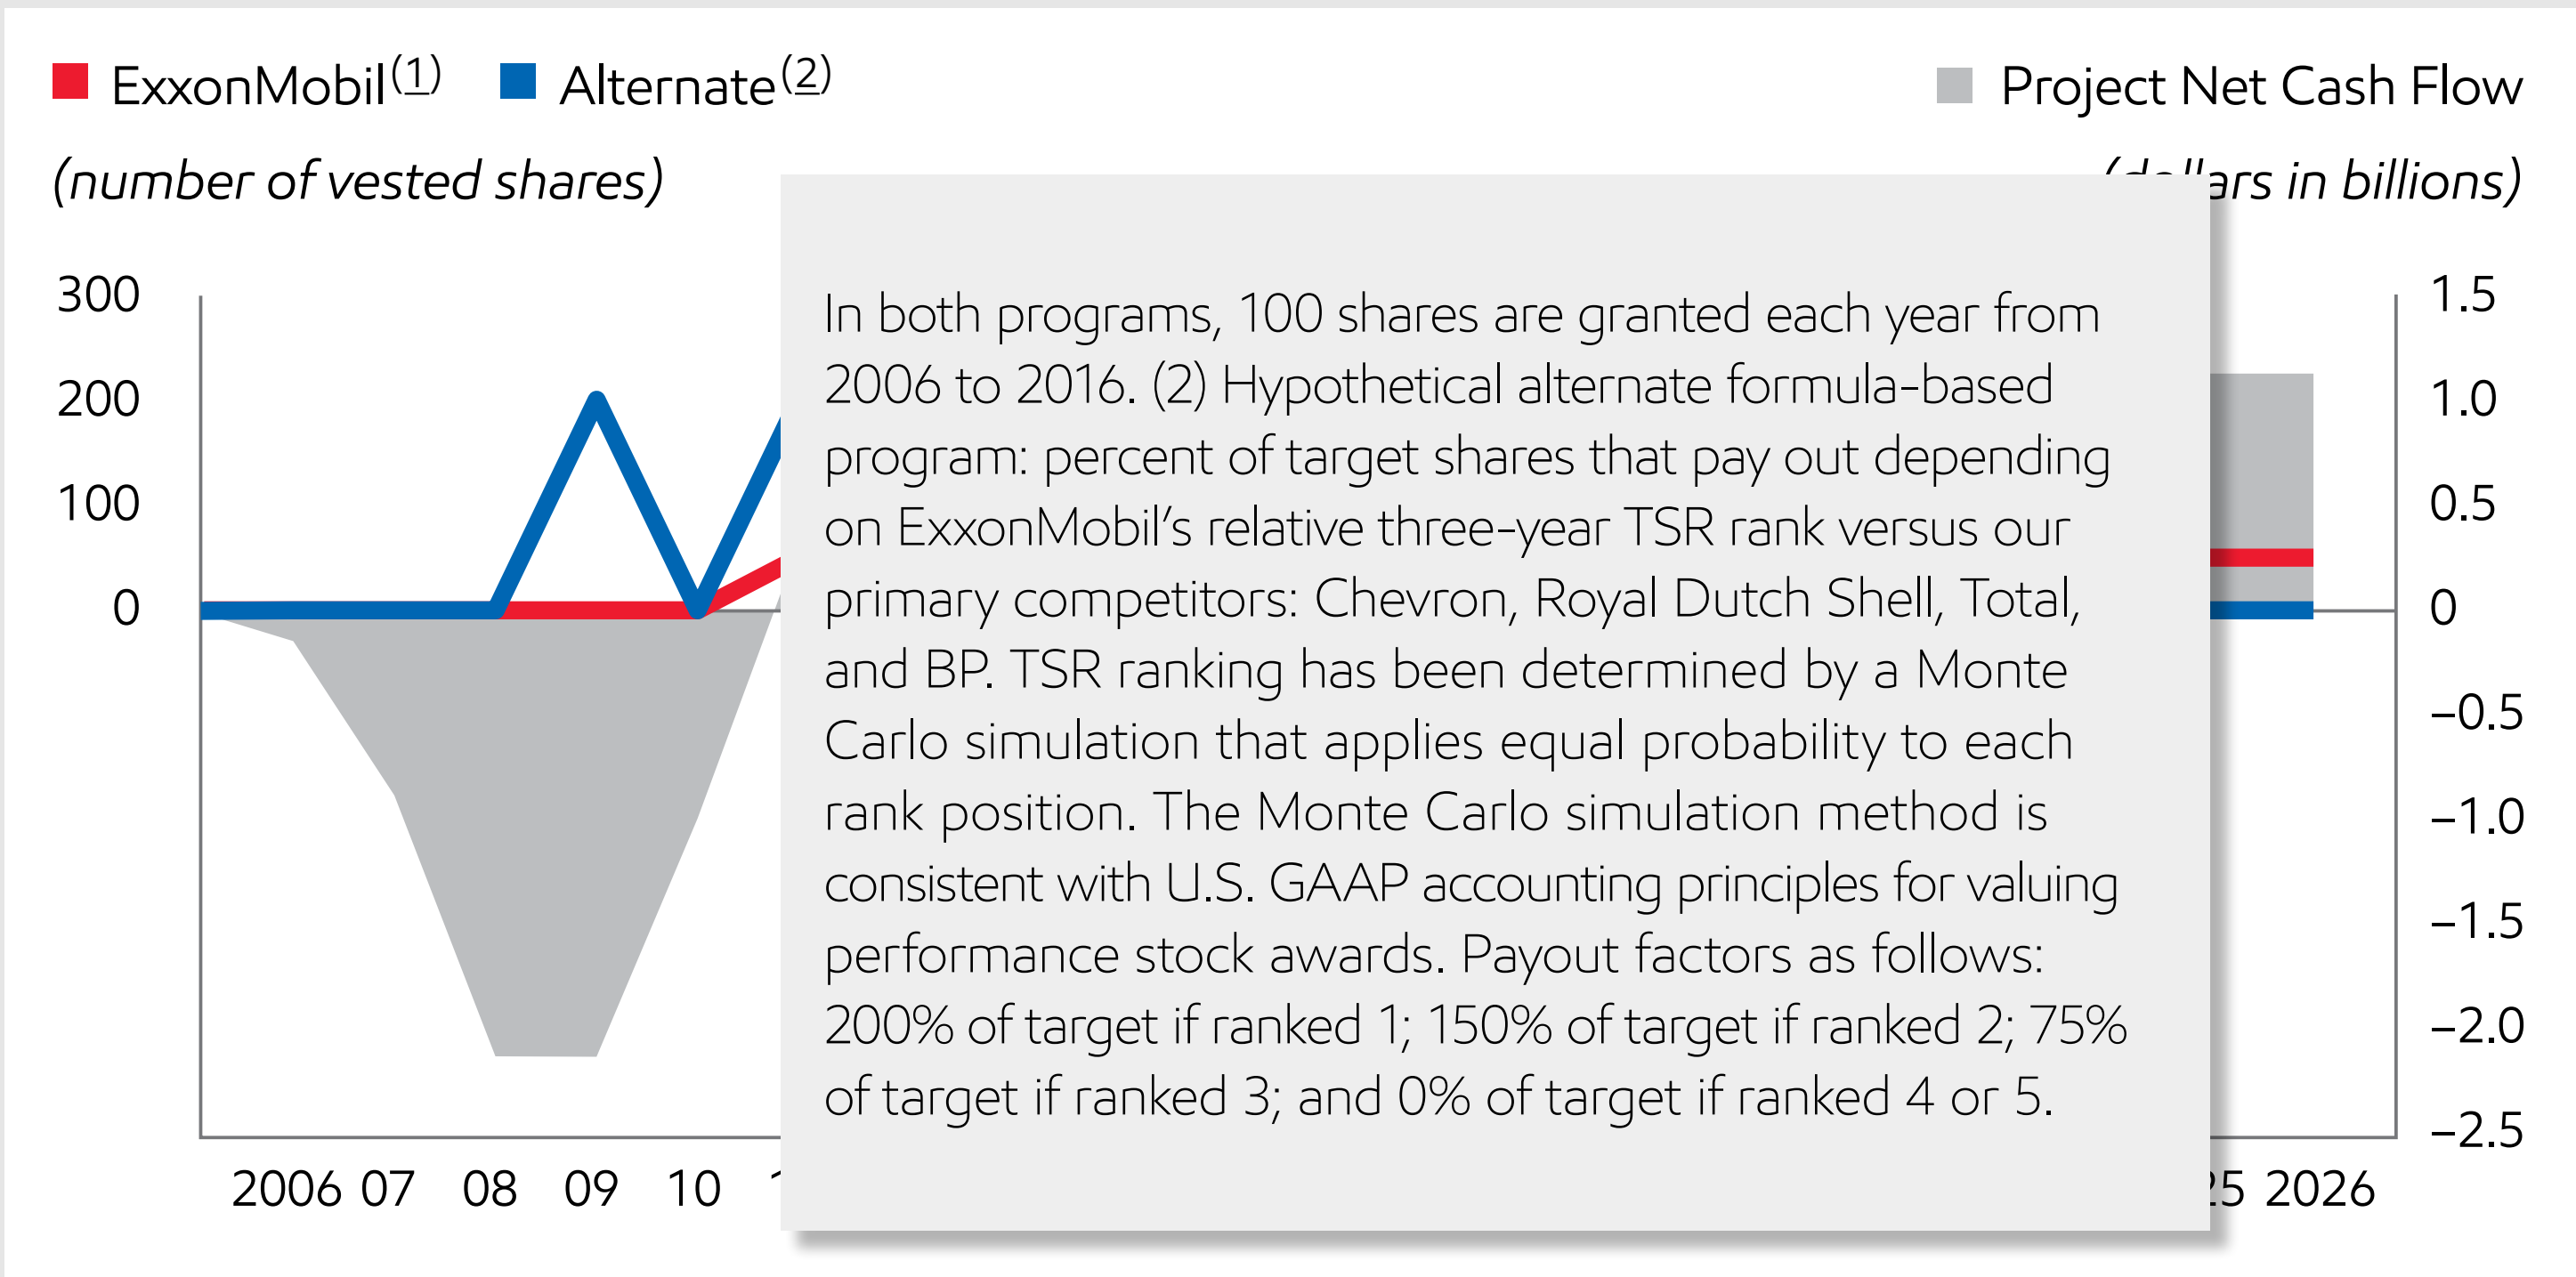 ExxonMobil(1) Alternate(2) Project Net Cash Flow
(number of vested shares) (dollars in billions)
300
200
100
0
In both programs, 100 shares are granted each year from
2006 to 2016. (2) Hypothetical alternate formula-based
program: percent of target shares that pay out depending
on ExxonMobil’s relative three-year TSR rank versus our
primary competitors: Chevron, Royal Dutch Shell, Total,
and BP. TSR ranking has been determined by a Monte
Carlo simulation that applies equal probability to each
rank position. The Monte Carlo simulation method is
consistent with U.S. GAAP accounting principles for valuing
performance stock awards. Payout factors as follows:
200% of target if ranked 1; 150% of target if ranked 2; 75%
of target if ranked 3; and 0% of target if ranked 4 or 5.
1.5
1.0
0.5
0
–0.5
–1.0
–1.5
–2.0
–2.5
2006 07 08 09 10 2026